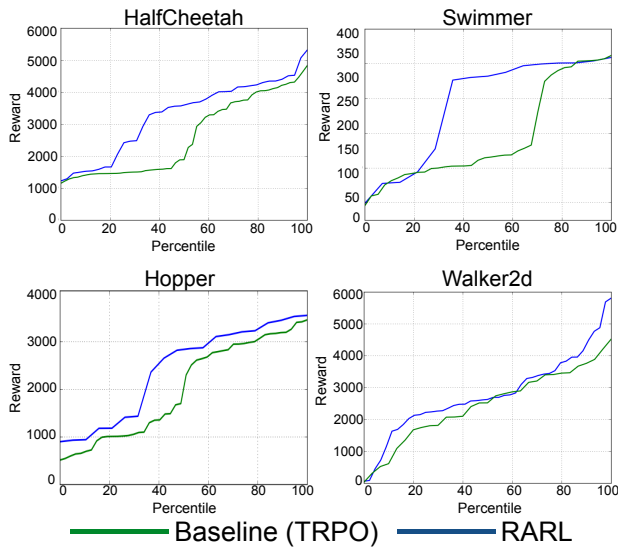 HalfCheetah
6000
5000
4000
3000
2000
1000
0
Reward
0 20 40 60 80 100
Percentile
Swimmer
400
350
300
250
150
100
50
0
Reward
0 20 40 60 80 100
Percentile
Hopper
4000
3000
2000
1000
0
Reward
0 20 40 60 80 100
Percentile
Walker2d
6000
5000
4000
3000
2000
1000
0
Reward
0 20 40 60 80 100
Percentile
Baseline (TRPO) RARL